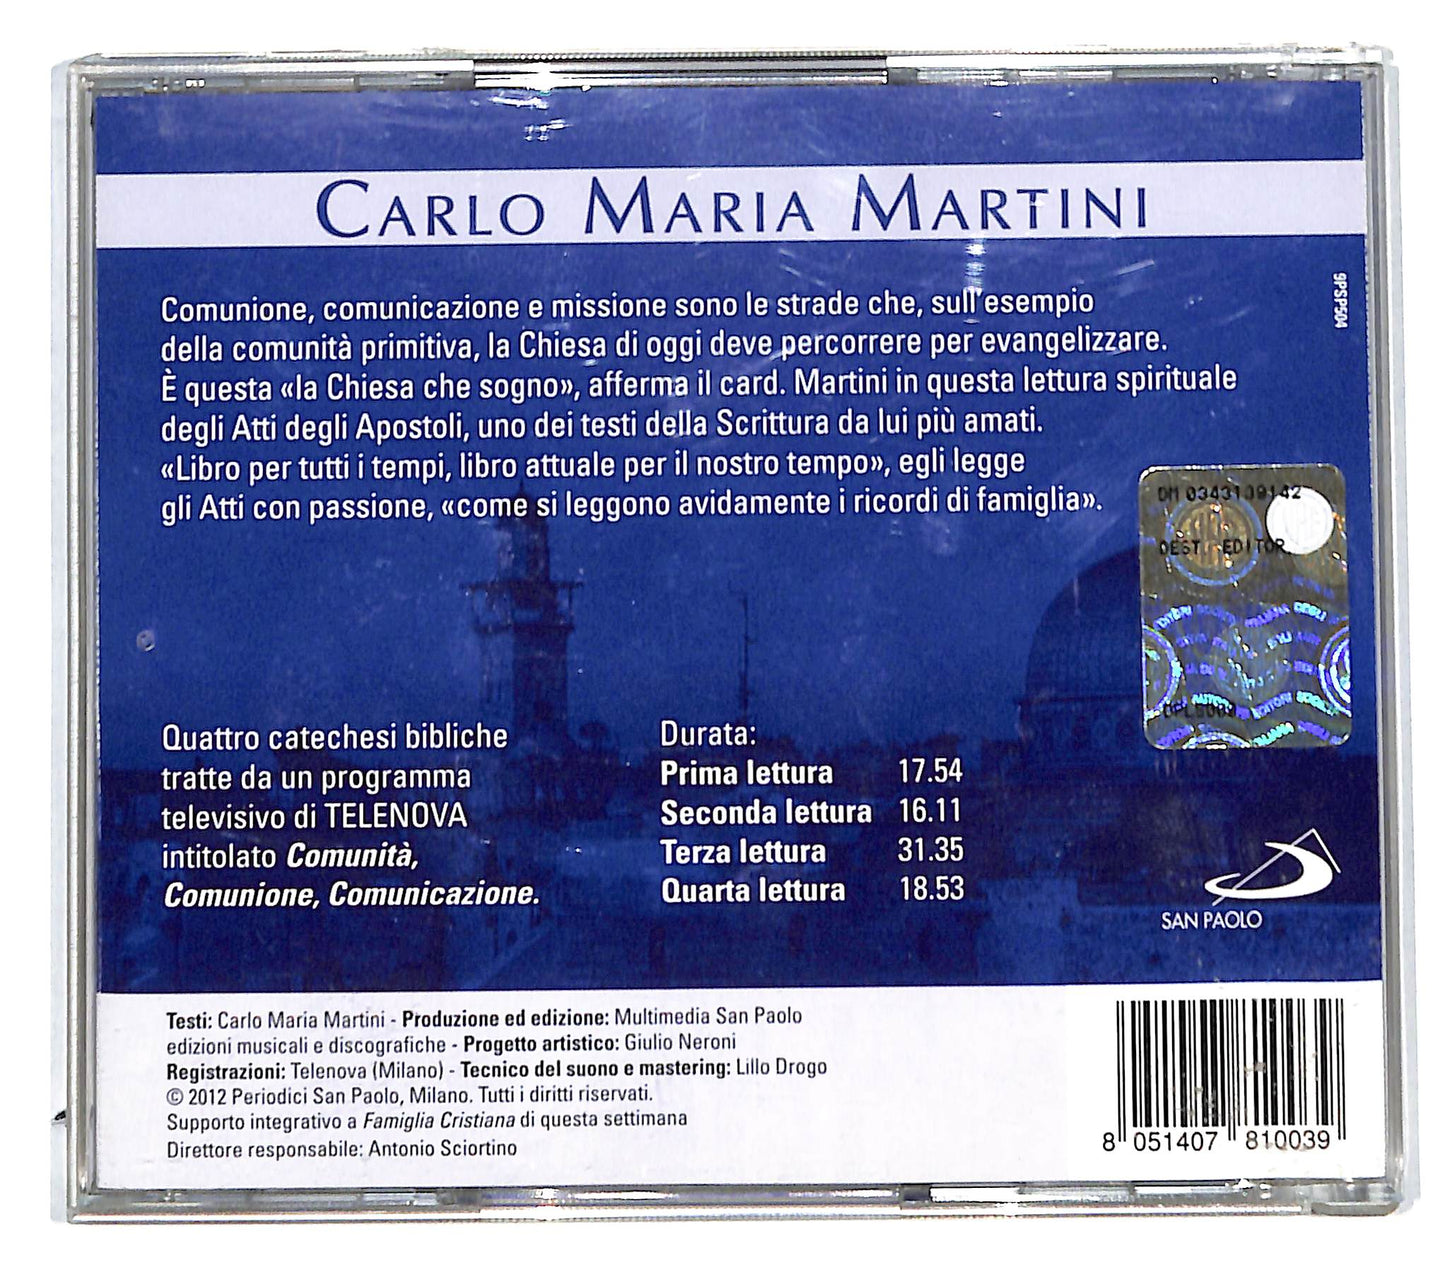 CARLO MARIA MARTINI
9PSP504
Comunione, comunicazione e missione sono le strade che, sull'esempio
della comunità primitiva, la Chiesa di oggi deve percorrere per evangelizzare.
È questa «la Chiesa che sogno», afferma il card. Martini in questa lettura spirituale
degli Atti degli Apostoli, uno dei testi della Scrittura da lui più amati.
«Libro per tutti i tempi, libro attuale per il nostro tempo», egli legge
gli Atti con passione, «come si leggono avidamente i ricordi di famiglia».
DM 0343139142
DEST. EDITOR
Quattro catechesi bibliche
tratte da un programma
televisivo di TELENOVA
intitolato Comunità,
Comunione, Comunicazione.
Durata:
Prima lettura 17.54
Seconda lettura 16.11
Terza lettura 31.35
Quarta lettura 18.53
SAN PAOLO
Testi: Carlo Maria Martini - Produzione ed edizione: Multimedia San Paolo
edizioni musicali e discografiche - Progetto artistico: Giulio Neroni
Registrazioni: Telenova (Milano) - Tecnico del suono e mastering: Lillo Drogo
© 2012 Periodici San Paolo, Milano. Tutti i diritti riservati.
Supporto integrativo a Famiglia Cristiana di questa settimana
Direttore responsabile: Antonio Sciortino
8 051407 810039